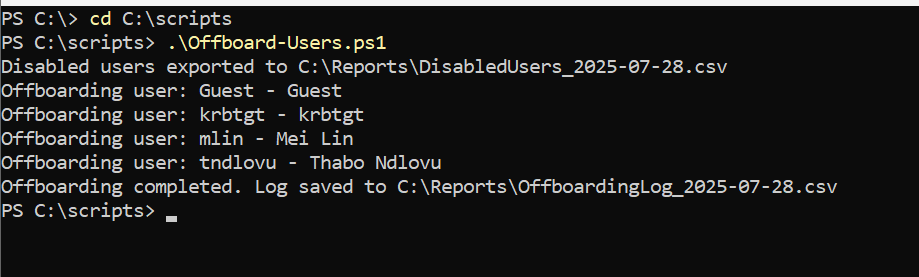 PS C:\> cd C:\scripts
PS C:\scripts> .\Offboard-Users.ps1
Disabled users exported to C:\Reports\DisabledUsers_2025-07-28.csv
Offboarding user: Guest - Guest
Offboarding user: krbtgt - krbtgt
Offboarding user: mlin - Mei Lin
Offboarding user: tndlovu - Thabo Ndlovu
Offboarding completed. Log saved to C:\Reports\OffboardingLog_2025-07-28.csv
PS C:\scripts> _